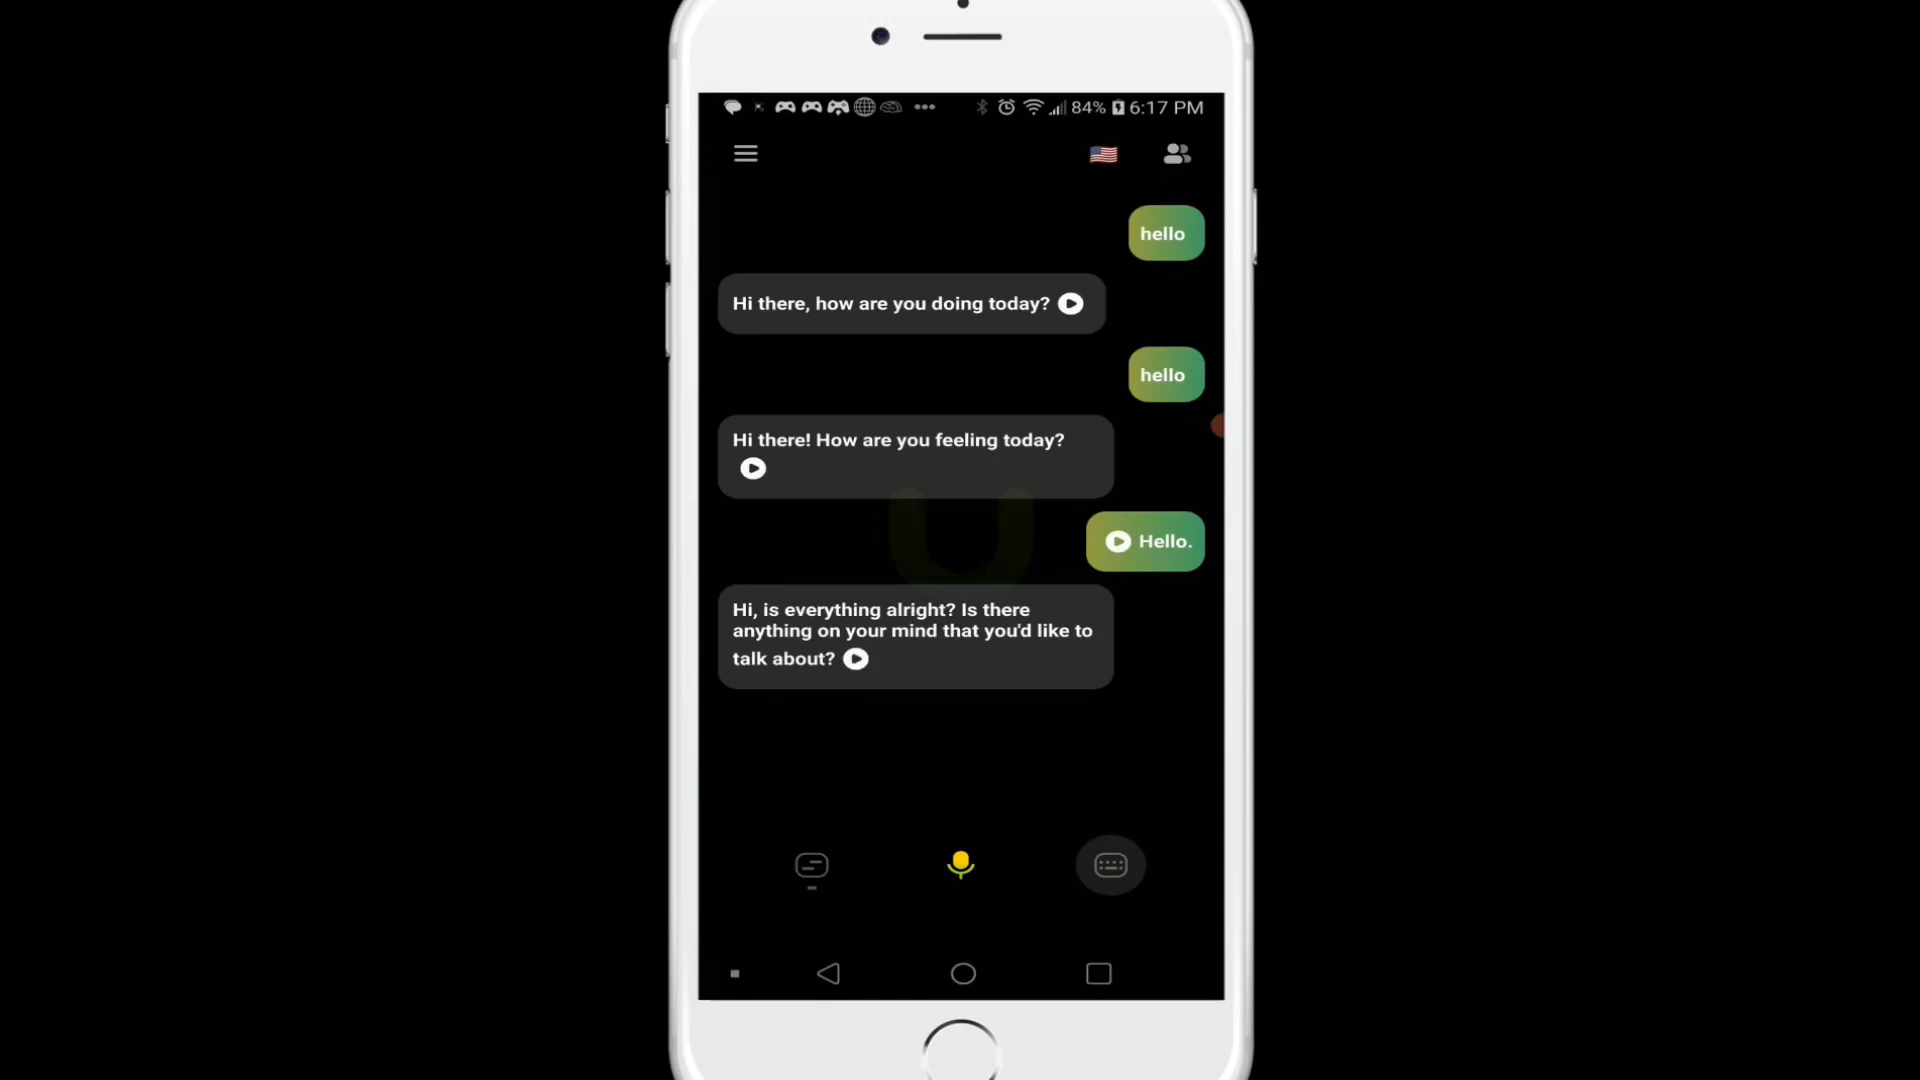 84% 6:17 PM
hello
Hi there, how are you doing today?
hello
Hi there! How are you feeling today?
Hello.
Hi, is everything alright? Is there
anything on your mind that you'd like to
talk about?